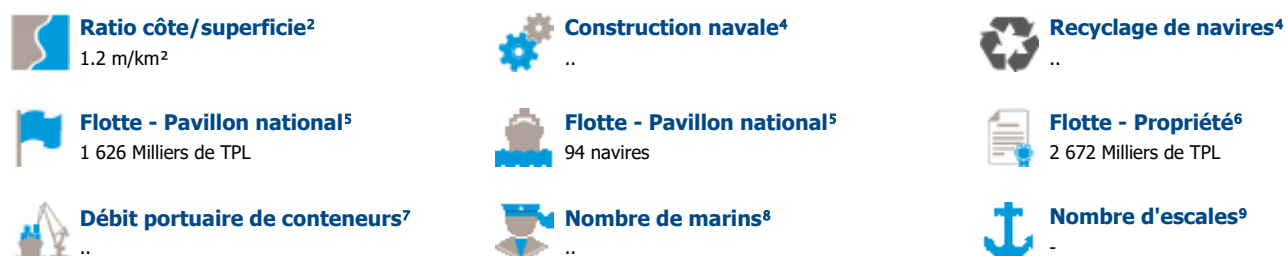 Ratio côte/superficie²
1.2 m/km²
Construction navale⁴
..
Recyclage de navires⁴
..
Flotte - Pavillon national⁵
1 626 Milliers de TPL
Flotte - Pavillon national⁵
94 navires
Flotte - Propriété⁶
2 672 Milliers de TPL
Débit portuaire de conteneurs⁷
..
Nombre de marins⁸
..
Nombre d'escales⁹
-